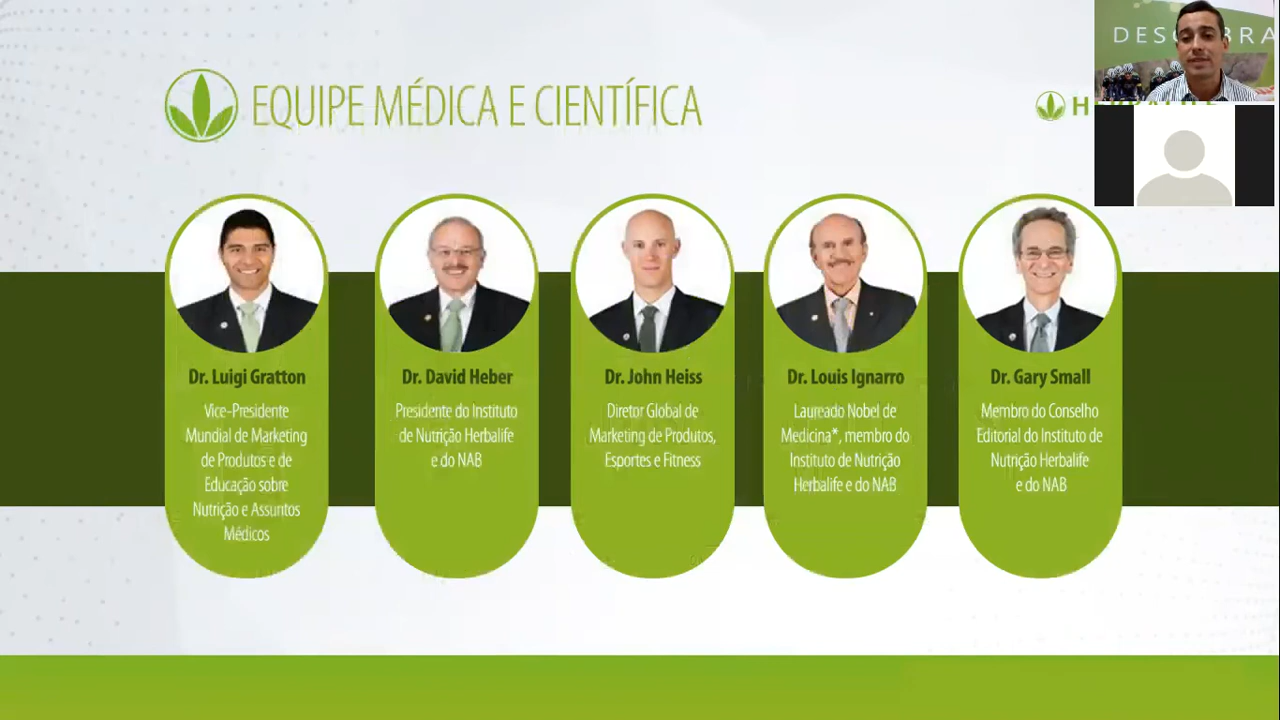 EQUIPE MÉDICA E CIENTÍFICA
Dr. Luigi Gratton
Vice-Presidente
Mundial de Marketing
de Produtos e de
Educação sobre
Nutrição e Assuntos
Médicos
Dr. David Heber
Presidente do Instituto
de Nutrição Herbalife
e do NAB
Dr. John Heiss
Diretor Global de
Marketing de Produtos,
Esportes e Fitness
Dr. Louis Ignarro
Laureado Nobel de
Medicina*, membro do
Instituto de Nutrição
Herbalife e do NAB
Dr. Gary Small
Membro do Conselho
Editorial do Instituto de
Nutrição Herbalife
e do NAB